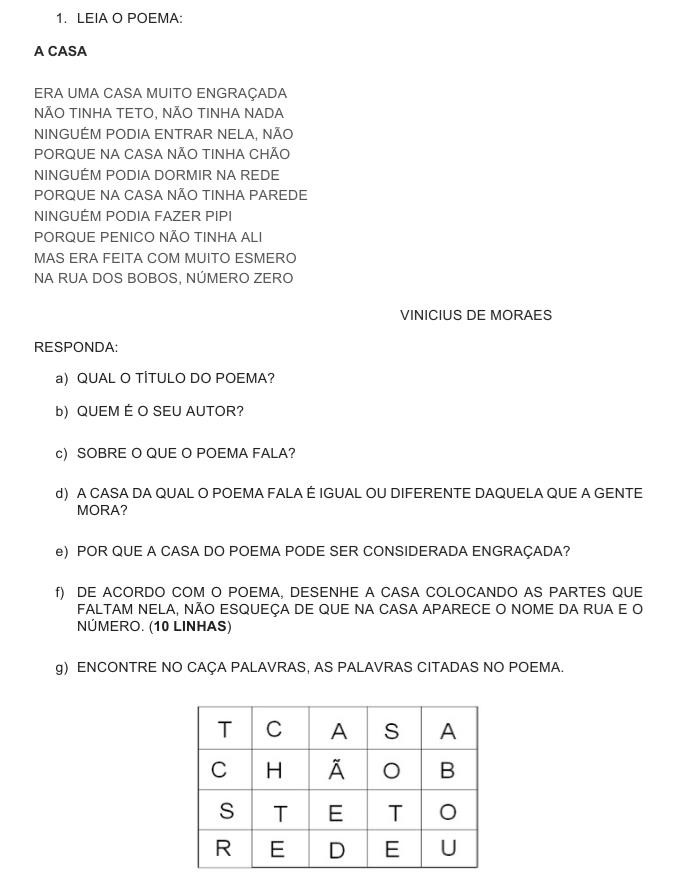 1. LEIA O POEMA:
A CASA
ERA UMA CASA MUITO ENGRAÇADA
NÃO TINHA TETO, NÃO TINHA NADA
NINGUÉM PODIA ENTRAR NELA, NÃO
PORQUE NA CASA NÃO TINHA CHÃO
NINGUÉM PODIA DORMIR NA REDE
PORQUE NA CASA NÃO TINHA PAREDE
NINGUÉM PODIA FAZER PIPI
PORQUE PENICO NÃO TINHA ALI
MAS ERA FEITA COM MUITO ESMERO
NA RUA DOS BOBOS, NÚMERO ZERO
VINICIUS DE MORAES
RESPONDA:
a) QUAL O TÍTULO DO POEMA?
b) QUEM É O SEU AUTOR?
c) SOBRE O QUE O POEMA FALA?
d) A CASA DA QUAL O POEMA FALA É IGUAL OU DIFERENTE DAQUELA QUE A GENTE
MORA?
e) POR QUE A CASA DO POEMA PODE SER CONSIDERADA ENGRAÇADA?
f) DE ACORDO COM O POEMA, DESENHE A CASA COLOCANDO AS PARTES QUE
FALTAM NELA, NÃO ESQUEÇA DE QUE NA CASA APARECE O NOME DA RUA E O
NÚMERO. (10 LINHAS)
g) ENCONTRE NO CAÇA PALAVRAS, AS PALAVRAS CITADAS NO POEMA.
T C A S A
C H Ã O B
S T E T O
R E D E U